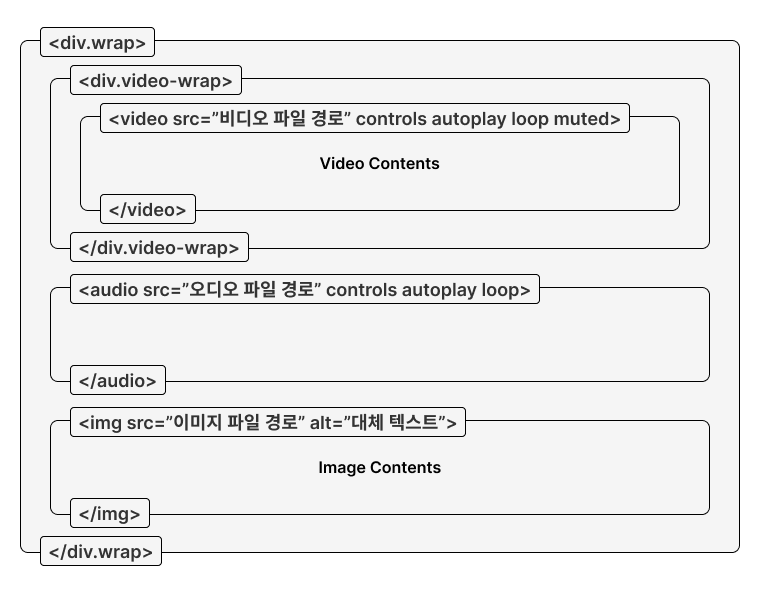 <div.wrap>
<div.video-wrap>
<video src=”비디오 파일 경로” controls autoplay loop muted>
Video Contents
</video>
</div.video-wrap>
<audio src=”오디오 파일 경로” controls autoplay loop>
</audio>
<img src=”이미지 파일 경로” alt=”대체 텍스트”>
Image Contents
</img>
</div.wrap>